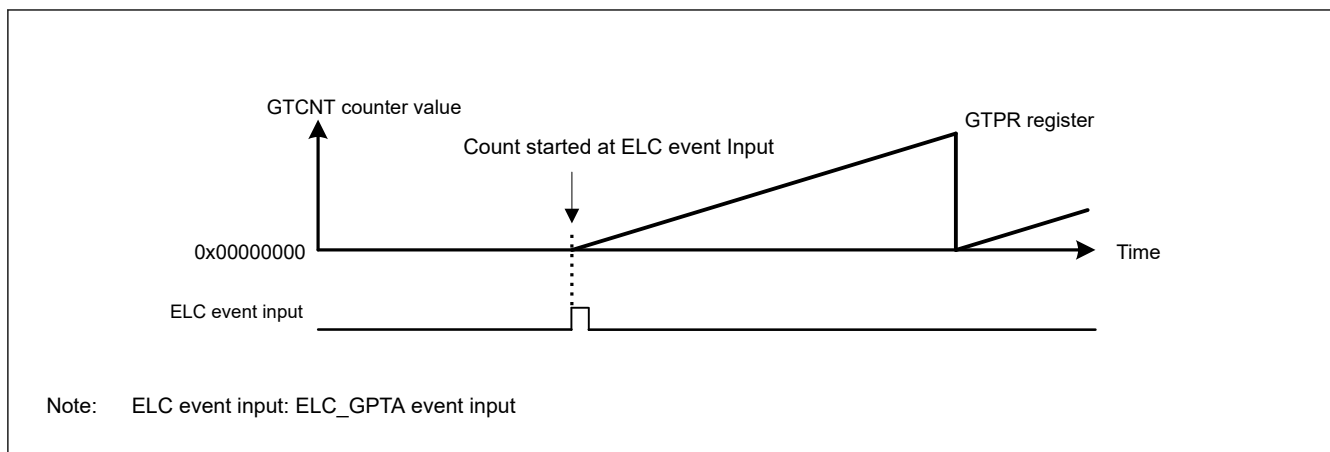 GTCNT counter value
GTPR register
Count started at ELC event Input
0x00000000
Time
ELC event input
Note: ELC event input: ELC_GPTA event input